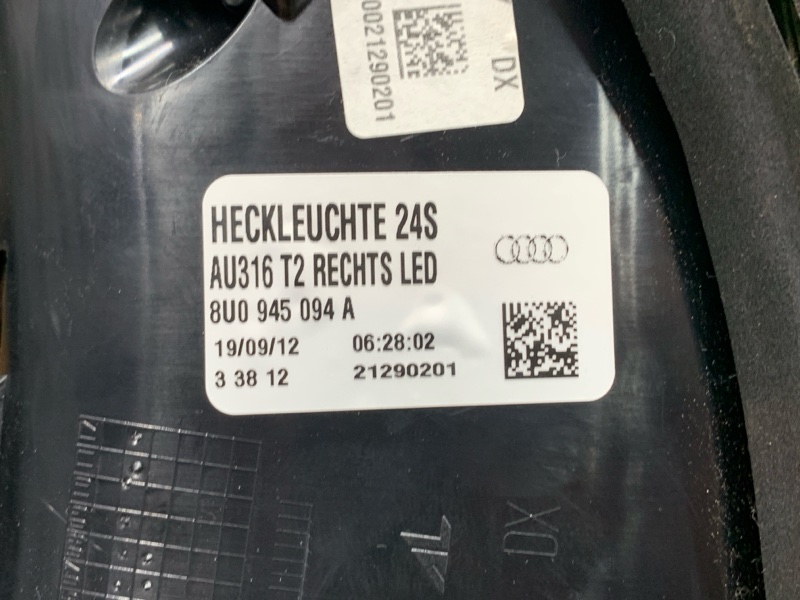 0021290201
DX
HECKLEUCHTE 24S
AU316 T2 RECHTS LED
8U0 945 094 A
19/09/12 06:28:02
3 38 12 21290201
DX